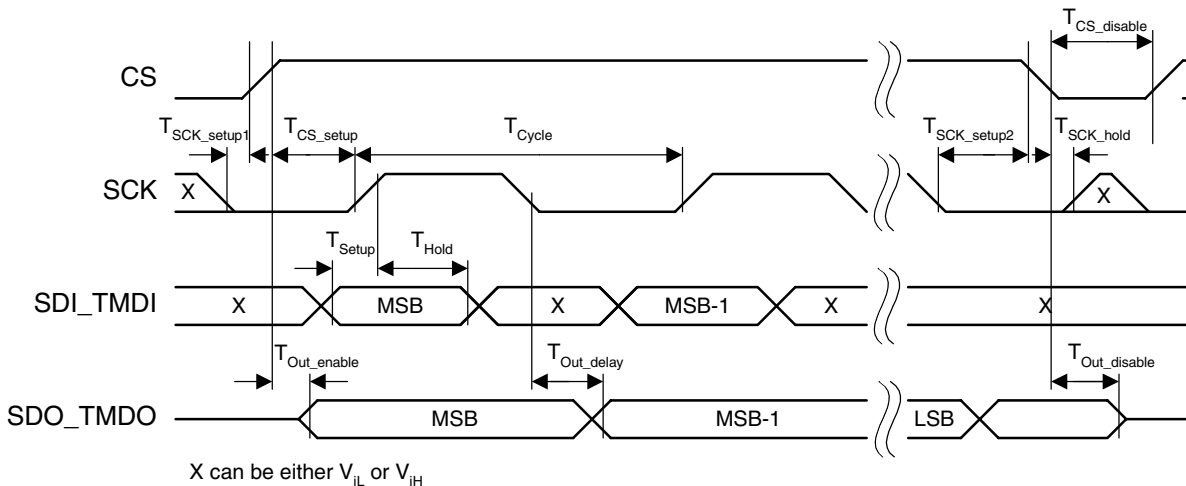 T_CS_disable
CS
T_SCK_setup1 T_CS_setup T_Cycle T_SCK_setup2 T_SCK_hold
SCK X X
T_Setup T_Hold
SDI_TMDI X MSB X MSB-1 X X
T_Out_enable T_Out_delay T_Out_disable
SDO_TMDO MSB MSB-1 LSB
X can be either V_iL or V_iH